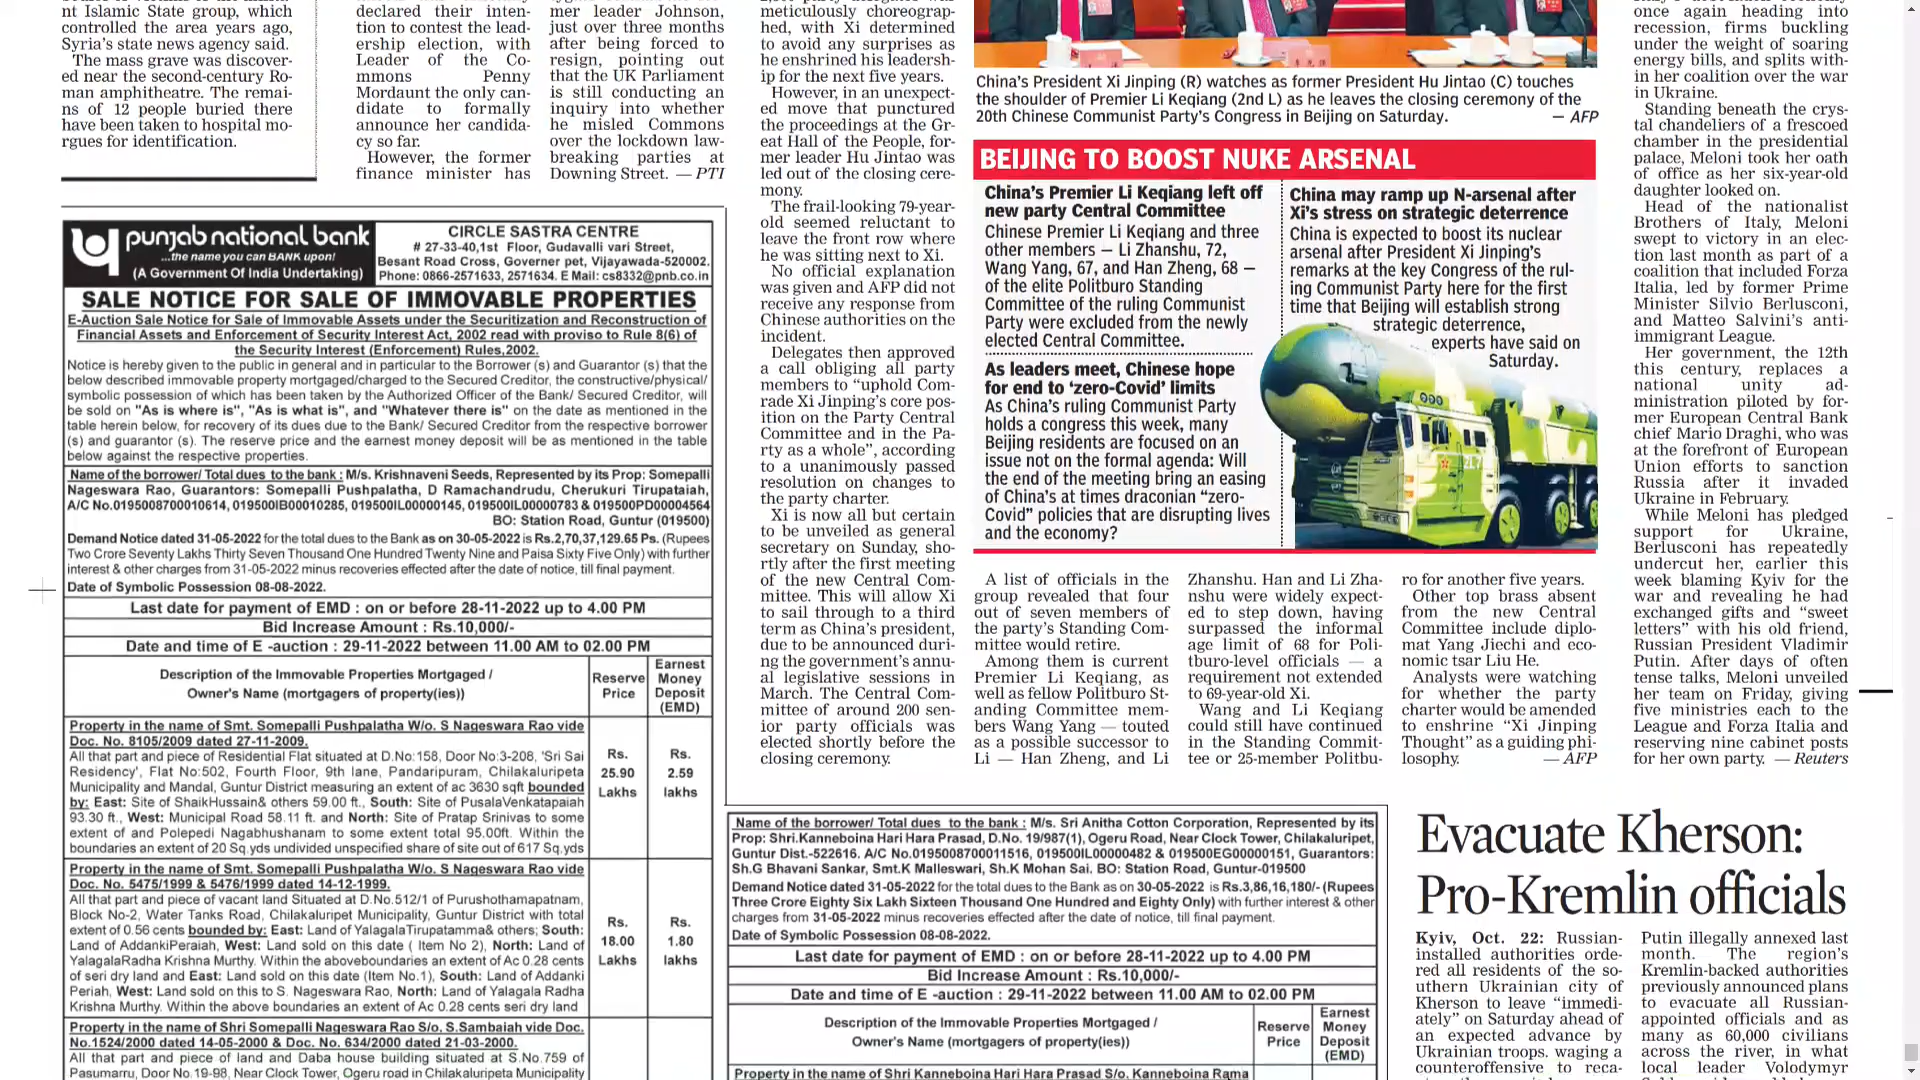 nt Islamic State group, which
controlled the area years ago,
Syria's state news agency said.
The mass grave was discover-
ed near the second-century Ro-
man amphitheatre. The remai-
ns of 12 people buried there
have been taken to hospital mo-
rgues for identification.
declared their inten-
tion to contest the lead-
ership election, with
Leader of the Co-
mmons Penny
Mordaunt the only can-
didate to formally
announce her candida-
cy so far.
However, the former
finance minister has
mer leader Johnson,
just over three months
after being forced to
resign, pointing out
that the UK Parliament
is still conducting an
inquiry into whether
he misled Commons
over the lockdown law-
breaking parties at
Downing Street. — PTI
meticulously choreograp-
hed, with Xi determined
to avoid any surprises as
he enshrined his leadersh-
ip for the next five years.
However, in an unexpect-
ed move that punctured
the proceedings at the Gr-
eat Hall of the People, for-
mer leader Hu Jintao was
led out of the closing cere-
mony.
The frail-looking 79-year-
old seemed reluctant to
leave the front row where
he was sitting next to Xi.
No official explanation
was given and AFP did not
receive any response from
Chinese authorities on the
incident.
Delegates then approved
a call obliging all party
members to “uphold Com-
rade Xi Jinping's core pos-
ition on the Party Central
Committee and in the Pa-
rty as a whole”, according
to a unanimously passed
resolution on changes to
the party charter.
Xi is now all but certain
to be unveiled as general
secretary on Sunday, sho-
rtly after the first meeting
of the new Central Com-
mittee. This will allow Xi
to sail through to a third
term as China's president,
due to be announced duri-
ng the government's annu-
al legislative sessions in
March. The Central Com-
mittee of around 200 sen-
ior party officials was
elected shortly before the
closing ceremony.
China's President Xi Jinping (R) watches as former President Hu Jintao (C) touches
the shoulder of Premier Li Keqiang (2nd L) as he leaves the closing ceremony of the
20th Chinese Communist Party's Congress in Beijing on Saturday. — AFP
BEIJING TO BOOST NUKE ARSENAL
China's Premier Li Keqiang left off
new party Central Committee
Chinese Premier Li Keqiang and three
other members — Li Zhanshu, 72,
Wang Yang, 67, and Han Zheng, 68 —
of the elite Politburo Standing
Committee of the ruling Communist
Party were excluded from the newly
elected Central Committee.
As leaders meet, Chinese hope
for end to ‘zero-Covid’ limits
As China's ruling Communist Party
holds a congress this week, many
Beijing residents are focused on an
issue not on the formal agenda: Will
the end of the meeting bring an easing
of China's at times draconian “zero-
Covid” policies that are disrupting lives
and the economy?
China may ramp up N-arsenal after
Xi's stress on strategic deterrence
China is expected to boost its nuclear
arsenal after President Xi Jinping's
remarks at the key Congress of the rul-
ing Communist Party here for the first
time that Beijing will establish strong
strategic deterrence,
experts have said on
Saturday.
A list of officials in the
group revealed that four
out of seven members of
the party's Standing Com-
mittee would retire.
Among them is current
Premier Li Keqiang, as
well as fellow Politburo St-
anding Committee mem-
bers Wang Yang — touted
as a possible successor to
Li — Han Zheng, and Li
Zhanshu. Han and Li Zha-
nshu were widely expect-
ed to step down, having
surpassed the informal
age limit of 68 for Poli-
tburo-level officials — a
requirement not extended
to 69-year-old Xi.
Wang and Li Keqiang
could still have continued
in the Standing Commit-
tee or 25-member Politbu-
ro for another five years.
Other top brass absent
from the new Central
Committee include diplo-
mat Yang Jiechi and eco-
nomic tsar Liu He.
Analysts were watching
for whether the party
charter would be amended
to enshrine “Xi Jinping
Thought” as a guiding phi-
losophy. — AFP
once again heading into
recession, firms buckling
under the weight of soaring
energy bills, and splits with-
in her coalition over the war
in Ukraine.
Standing beneath the crys-
tal chandeliers of a frescoed
chamber in the presidential
palace, Meloni took her oath
of office as her six-year-old
daughter looked on.
Head of the nationalist
Brothers of Italy, Meloni
swept to victory in an elec-
tion last month as part of a
coalition that included Forza
Italia, led by former Prime
Minister Silvio Berlusconi,
and Matteo Salvini's anti-
immigrant League.
Her government, the 12th
this century, replaces a
national unity ad-
ministration piloted by for-
mer European Central Bank
chief Mario Draghi, who was
at the forefront of European
Union efforts to sanction
Russia after it invaded
Ukraine in February.
While Meloni has pledged
support for Ukraine,
Berlusconi has repeatedly
undercut her, earlier this
week blaming Kyiv for the
war and revealing he had
exchanged gifts and “sweet
letters” with his old friend,
Russian President Vladimir
Putin. After days of often
tense talks, Meloni unveiled
her team on Friday, giving
five ministries each to the
League and Forza Italia and
reserving nine cabinet posts
for her own party. — Reuters
punjab national bank
...the name you can BANK upon!
(A Government Of India Undertaking)
CIRCLE SASTRA CENTRE
# 27-33-40,1st Floor, Gudavalli vari Street,
Besant Road Cross, Governer pet, Vijayawada-520002.
Phone: 0866-2571633, 2571634. E Mail: cs8332@pnb.co.in
SALE NOTICE FOR SALE OF IMMOVABLE PROPERTIES
E-Auction Sale Notice for Sale of Immovable Assets under the Securitization and Reconstruction of
Financial Assets and Enforcement of Security Interest Act, 2002 read with proviso to Rule 8(6) of
the Security Interest (Enforcement) Rules,2002.
Notice is hereby given to the public in general and in particular to the Borrower (s) and Guarantor (s) that the
below described immovable property mortgaged/charged to the Secured Creditor, the constructive/physical/
symbolic possession of which has been taken by the Authorized Officer of the Bank/ Secured Creditor, will
be sold on "As is where is", "As is what is", and "Whatever there is" on the date as mentioned in the
table herein below, for recovery of its dues due to the Bank/ Secured Creditor from the respective borrower
(s) and guarantor (s). The reserve price and the earnest money deposit will be as mentioned in the table
below against the respective properties.
Name of the borrower/ Total dues to the bank : M/s. Krishnaveni Seeds, Represented by its Prop: Somepalli
Nageswara Rao, Guarantors: Somepalli Pushpalatha, D Ramachandrudu, Cherukuri Tirupataiah,
A/C No.0195008700010614, 019500IB00010285, 019500IL00000145, 019500IL00000783 & 019500PD00004564
BO: Station Road, Guntur (019500)
Demand Notice dated 31-05-2022 for the total dues to the Bank as on 30-05-2022 is Rs.2,70,37,129.65 Ps. (Rupees
Two Crore Seventy Lakhs Thirty Seven Thousand One Hundred Twenty Nine and Paisa Sixty Five Only) with further
interest & other charges from 31-05-2022 minus recoveries effected after the date of notice, till final payment.
Date of Symbolic Possession 08-08-2022.
Last date for payment of EMD : on or before 28-11-2022 up to 4.00 PM
Bid Increase Amount : Rs.10,000/-
Date and time of E -auction : 29-11-2022 between 11.00 AM to 02.00 PM
Description of the Immovable Properties Mortgaged /
Owner's Name (mortgagers of property(ies))
Reserve
Price
Earnest
Money
Deposit
(EMD)
Property in the name of Smt. Somepalli Pushpalatha W/o. S Nageswara Rao vide
Doc. No. 8105/2009 dated 27-11-2009.
All that part and piece of Residential Flat situated at D.No:158, Door No:3-208, 'Sri Sai
Residency', Flat No:502, Fourth Floor, 9th lane, Pandaripuram, Chilakaluripeta
Municipality and Mandal, Guntur District measuring an extent of ac 3630 sqft bounded
by: East: Site of ShaikHussain& others 59.00 ft., South: Site of PusalaVenkatapaiah
93.30 ft., West: Municipal Road 58.11 ft. and North: Site of Pratap Srinivas to some
extent of and Polepedi Nagabhushanam to some extent total 95.00ft. Within the
boundaries an extent of 20 Sq.yds undivided unspecified share of site out of 617 Sq.yds
Rs.
25.90
Lakhs
Rs.
2.59
lakhs
Property in the name of Smt. Somepalli Pushpalatha W/o. S Nageswara Rao vide
Doc. No. 5475/1999 & 5476/1999 dated 14-12-1999.
All that part and piece of vacant land Situated at D.No.512/1 of Purushothamapatnam,
Block No-2, Water Tanks Road, Chilakaluripet Municipality, Guntur District with total
extent of 0.56 cents bounded by: East: Land of YalagalaTirupatamma& others; South:
Land of AddankiPeraiah, West: Land sold on this date ( Item No 2), North: Land of
YalagalaRadha Krishna Murthy. Within the aboveboundaries an extent of Ac 0.28 cents
of seri dry land and East: Land sold on this date (Item No.1), South: Land of Addanki
Periah, West: Land sold on this to S. Nageswara Rao, North: Land of Yalagala Radha
Krishna Murthy. Within the above boundaries an extent of Ac 0.28 cents seri dry land
Rs.
18.00
Lakhs
Rs.
1.80
lakhs
Property in the name of Shri Somepalli Nageswara Rao S/o. S.Sambaiah vide Doc.
No.1524/2000 dated 14-05-2000 & Doc. No. 634/2000 dated 21-03-2000.
All that part and piece of land and Daba house building situated at S.No.759 of
Pasumarru, Door No.19-98, Near Clock Tower, Ogeru road in Chilakaluripeta Municipality
Name of the borrower/ Total dues to the bank : M/s. Sri Anitha Cotton Corporation, Represented by its
Prop: Shri.Kanneboina Hari Hara Prasad, D.No. 19/987(1), Ogeru Road, Near Clock Tower, Chilakaluripet,
Guntur Dist.-522616. A/C No.0195008700011516, 019500IL00000482 & 019500EG00000151, Guarantors:
Sh.G Bhavani Sankar, Smt.K Malleswari, Sh.K Mohan Sai. BO: Station Road, Guntur-019500
Demand Notice dated 31-05-2022 for the total dues to the Bank as on 30-05-2022 is Rs.3,86,16,180/- (Rupees
Three Crore Eighty Six Lakh Sixteen Thousand One Hundred and Eighty Only) with further interest & other
charges from 31-05-2022 minus recoveries effected after the date of notice, till final payment.
Date of Symbolic Possession 08-08-2022.
Last date for payment of EMD : on or before 28-11-2022 up to 4.00 PM
Bid Increase Amount : Rs.10,000/-
Date and time of E -auction : 29-11-2022 between 11.00 AM to 02.00 PM
Description of the Immovable Properties Mortgaged /
Owner's Name (mortgagers of property(ies))
Reserve
Price
Earnest
Money
Deposit
(EMD)
Property in the name of Shri Kanneboina Hari Hara Prasad S/o. Kanneboina Rama
Evacuate Kherson:
Pro-Kremlin officials
Kyiv, Oct. 22: Russian-
installed authorities orde-
red all residents of the so-
uthern Ukrainian city of
Kherson to leave “immedi-
ately” on Saturday ahead of
an expected advance by
Ukrainian troops. waging a
counteroffensive to reca-
Putin illegally annexed last
month. The region's
Kremlin-backed authorities
previously announced plans
to evacuate all Russian-
appointed officials and as
many as 60,000 civilians
across the river, in what
local leader Volodymyr